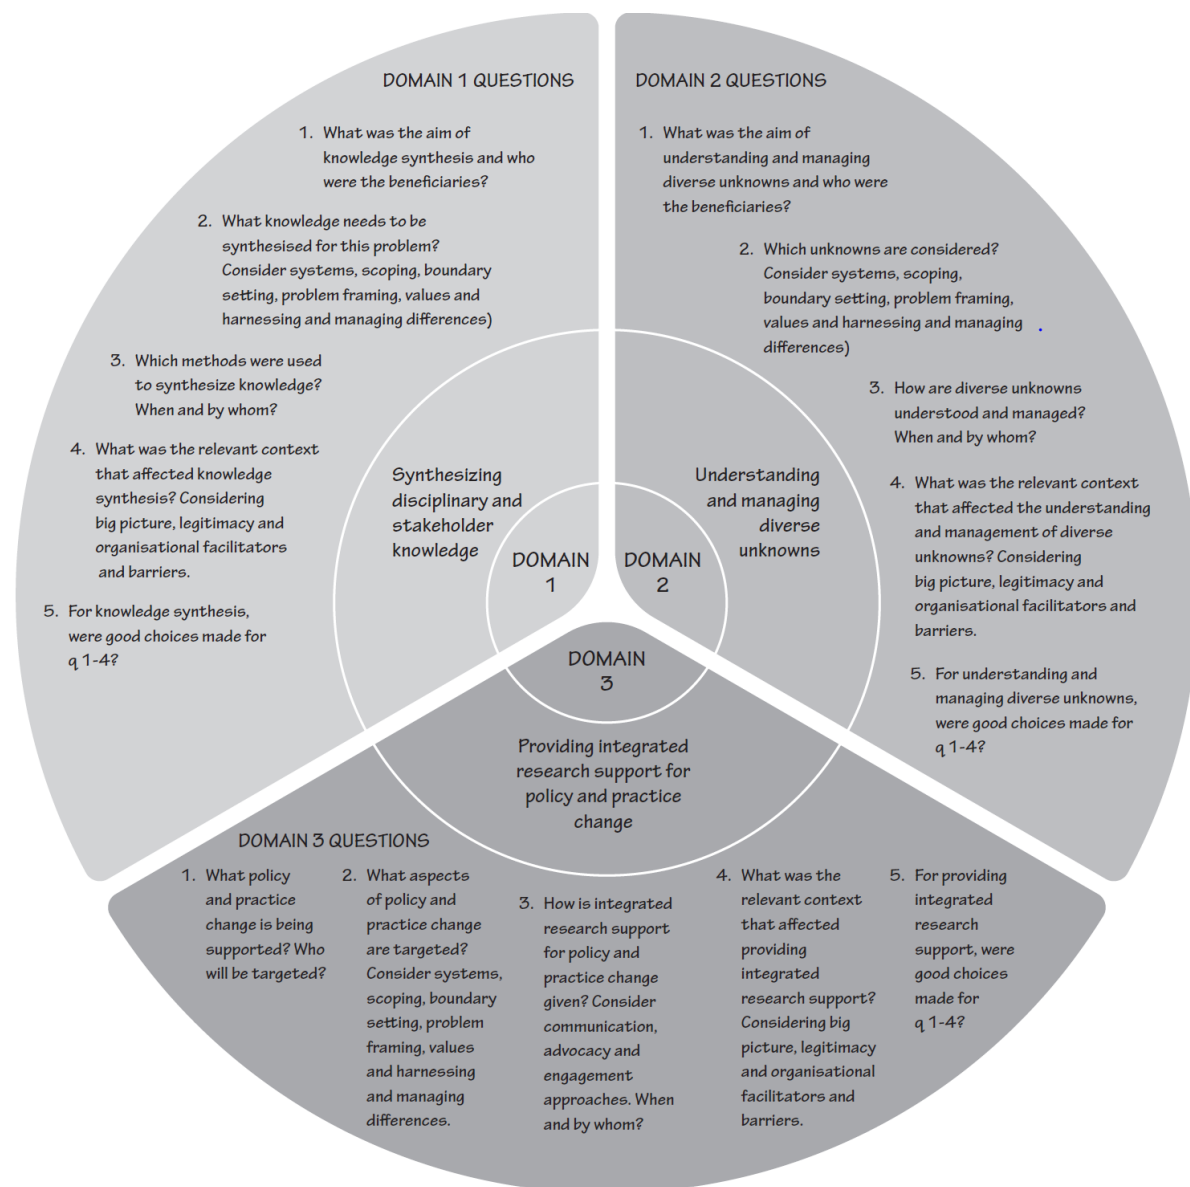 DOMAIN 1 QUESTIONS
1. What was the aim of
knowledge synthesis and who
were the beneficiaries?
2. What knowledge needs to be
synthesised for this problem?
Consider systems, scoping, boundary
setting, problem framing, values and
harnessing and managing differences)
3. Which methods were used
to synthesize knowledge?
When and by whom?
4. What was the relevant context
that affected knowledge
synthesis? Considering
big picture, legitimacy and
organisational facilitators
and barriers.
5. For knowledge synthesis,
were good choices made for
q 1-4?
Synthesizing
disciplinary and
stakeholder
knowledge
DOMAIN
1
DOMAIN 2 QUESTIONS
1. What was the aim of
understanding and managing
diverse unknowns and who were
the beneficiaries?
2. Which unknowns are considered?
Consider systems, scoping,
boundary setting, problem framing,
values and harnessing and managing
differences)
3. How are diverse unknowns
understood and managed?
When and by whom?
4. What was the relevant context
that affected the understanding
and management of diverse
unknowns? Considering
big picture, legitimacy and
organisational facilitators and
barriers.
5. For understanding and
managing diverse unknowns,
were good choices made for
q 1-4?
Understanding
and managing
diverse
unknowns
DOMAIN
2
DOMAIN
3
Providing integrated
research support for
policy and practice
change
DOMAIN 3 QUESTIONS
1. What policy
and practice
change is being
supported? Who
will be targeted?
2. What aspects
of policy and
practice change
are targeted?
Consider systems,
scoping, boundary
setting, problem
framing, values
and harnessing
and managing
differences.
3. How is integrated
research support
for policy and
practice change
given? Consider
communication,
advocacy and
engagement
approaches. When
and by whom?
4. What was the
relevant context
that affected
providing
integrated
research support?
Considering big
picture, legitimacy
and organisational
facilitators and
barriers.
5. For providing
integrated
research
support, were
good choices
made for
q 1-4?